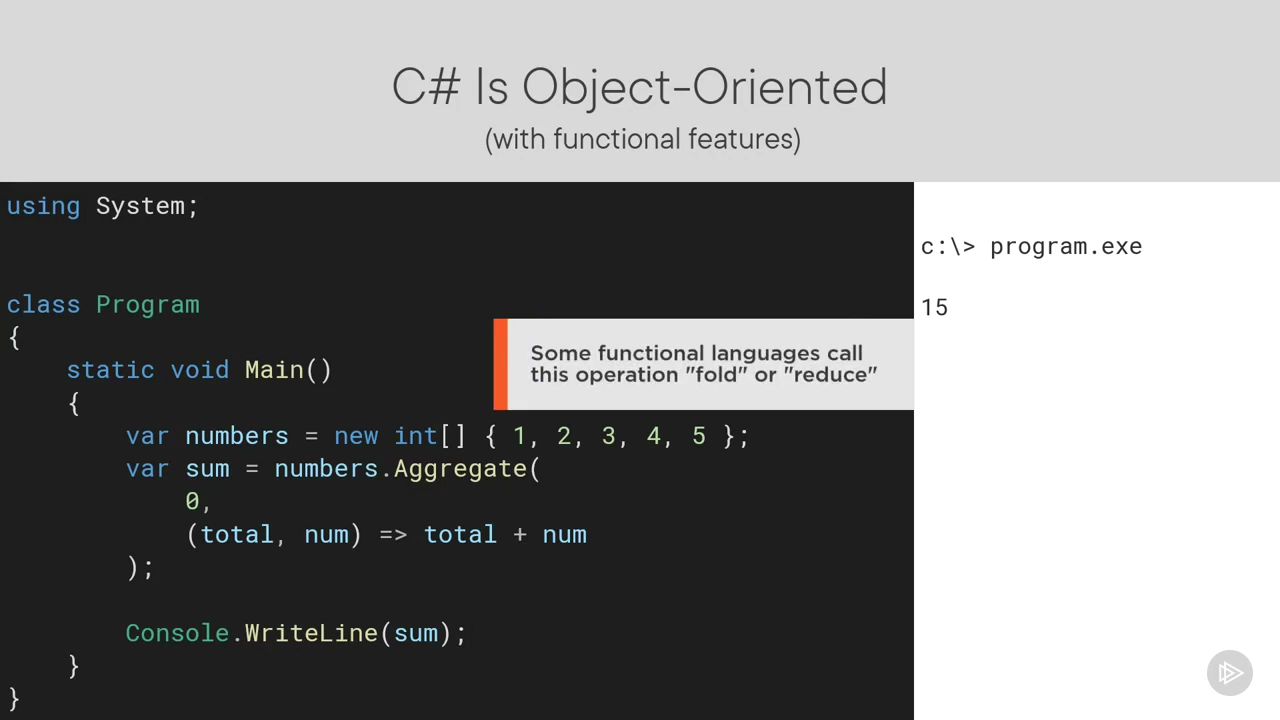 C# Is Object-Oriented
(with functional features)
using System;
class Program
{
    static void Main()
    {
        var numbers = new int[] { 1, 2, 3, 4, 5 };
        var sum = numbers.Aggregate(
            0,
            (total, num) => total + num
        );
        Console.WriteLine(sum);
    }
}
Some functional languages call
this operation "fold" or "reduce"
c:\> program.exe
15